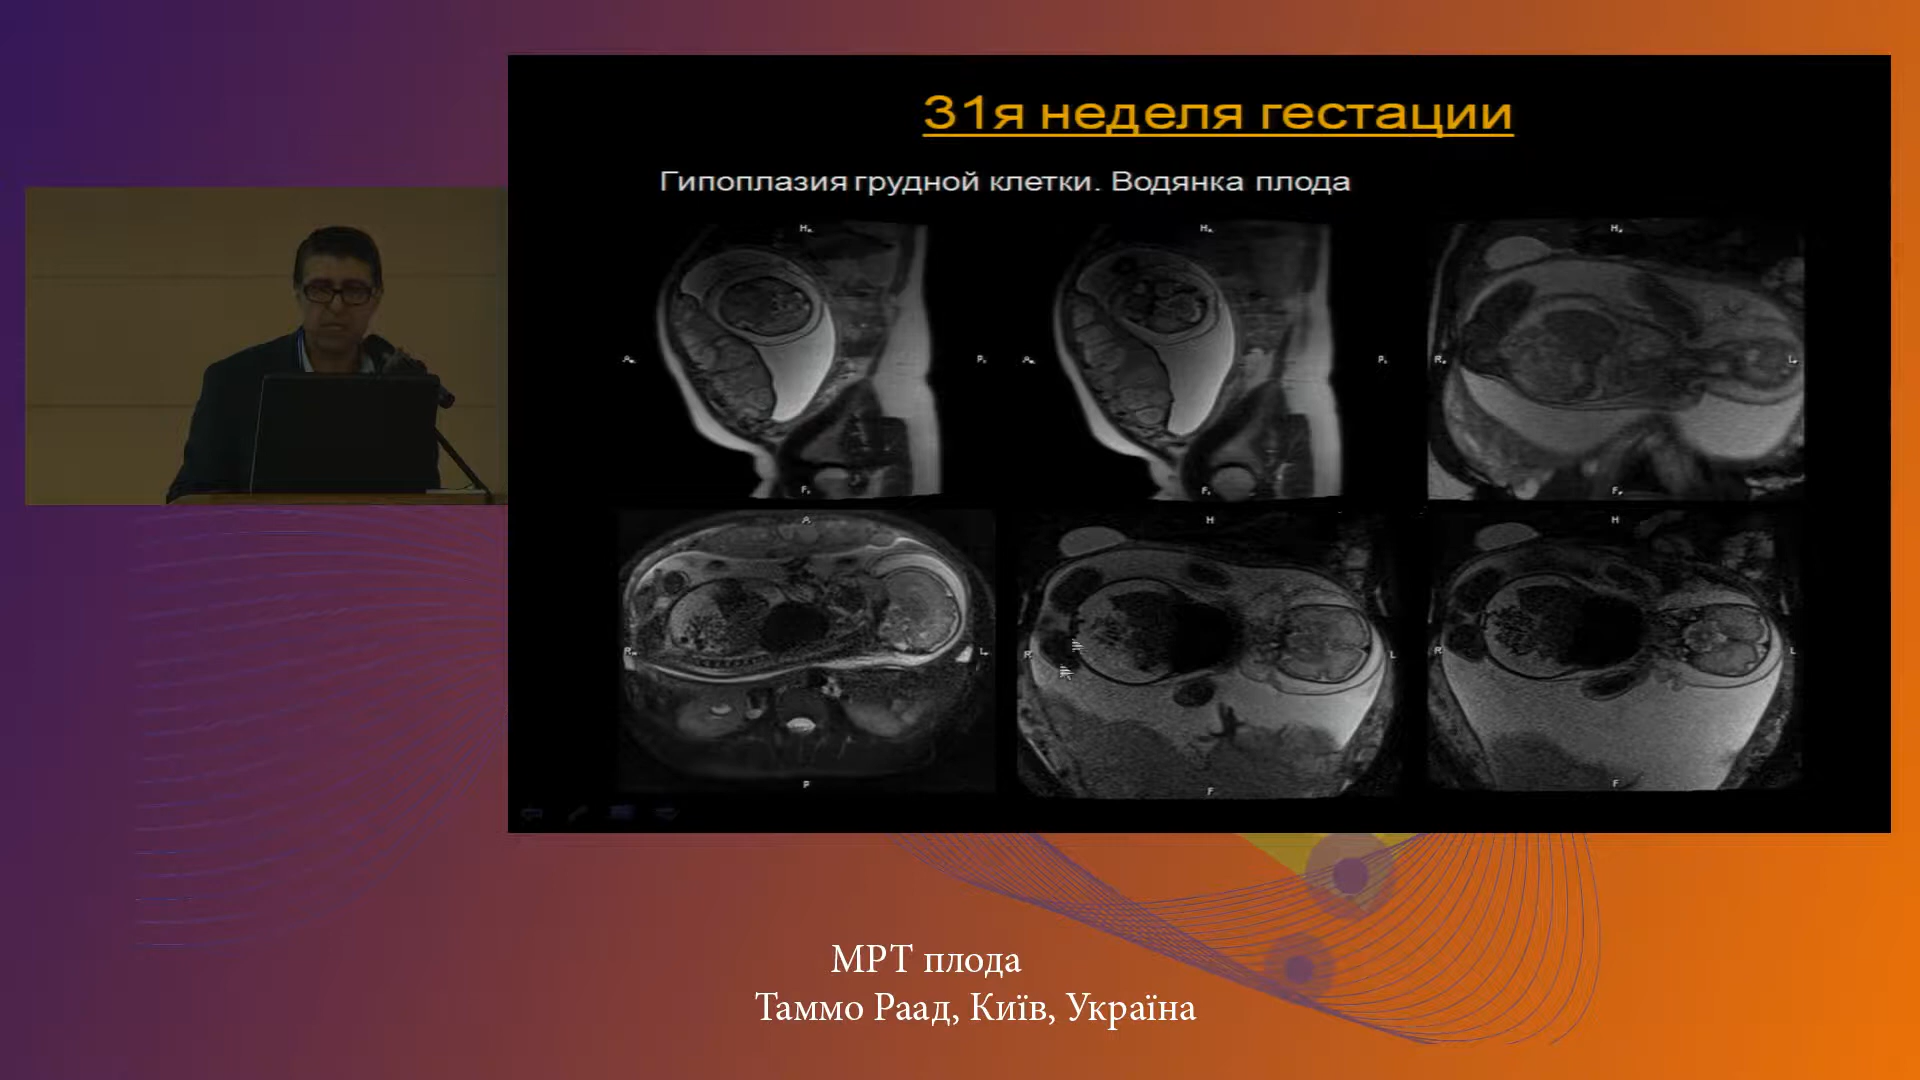 31я неделя гестации
Гипоплазия грудной клетки. Водянка плода
H
H
H
A
P
A
P
R
L
F
F
F
A
H
H
R
L
R
L
R
L
P
F
F
МРТ плода
Таммо Раад, Київ, Україна